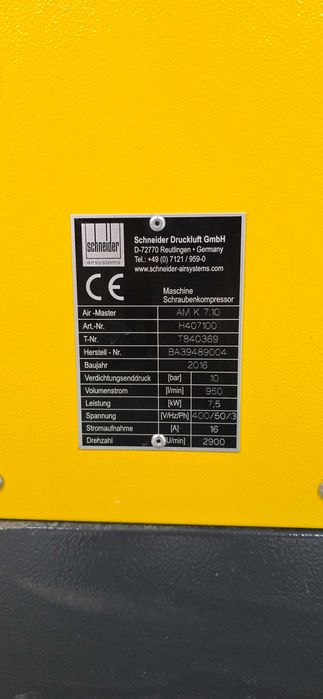 schneider
airsystems
Schneider Druckluft GmbH
D-72770 Reutlingen • Germany
Tel.: +49 (0) 7121 / 959-0
www.schneider-airsystems.com
CE
Maschine
Schraubenkompressor
Air -Master AM K 7.10
Art.-Nr. H407100
T-Nr. T840369
Herstell - Nr. BA39489004
Baujahr 2016
Verdichtungsenddruck [bar] 10
Volumenstrom [l/min] 950
Leistung [kW] 7,5
Spannung [V/Hz/Ph] 400/50/3
Stromaufnahme [A] 16
Drehzahl U/min] 2900